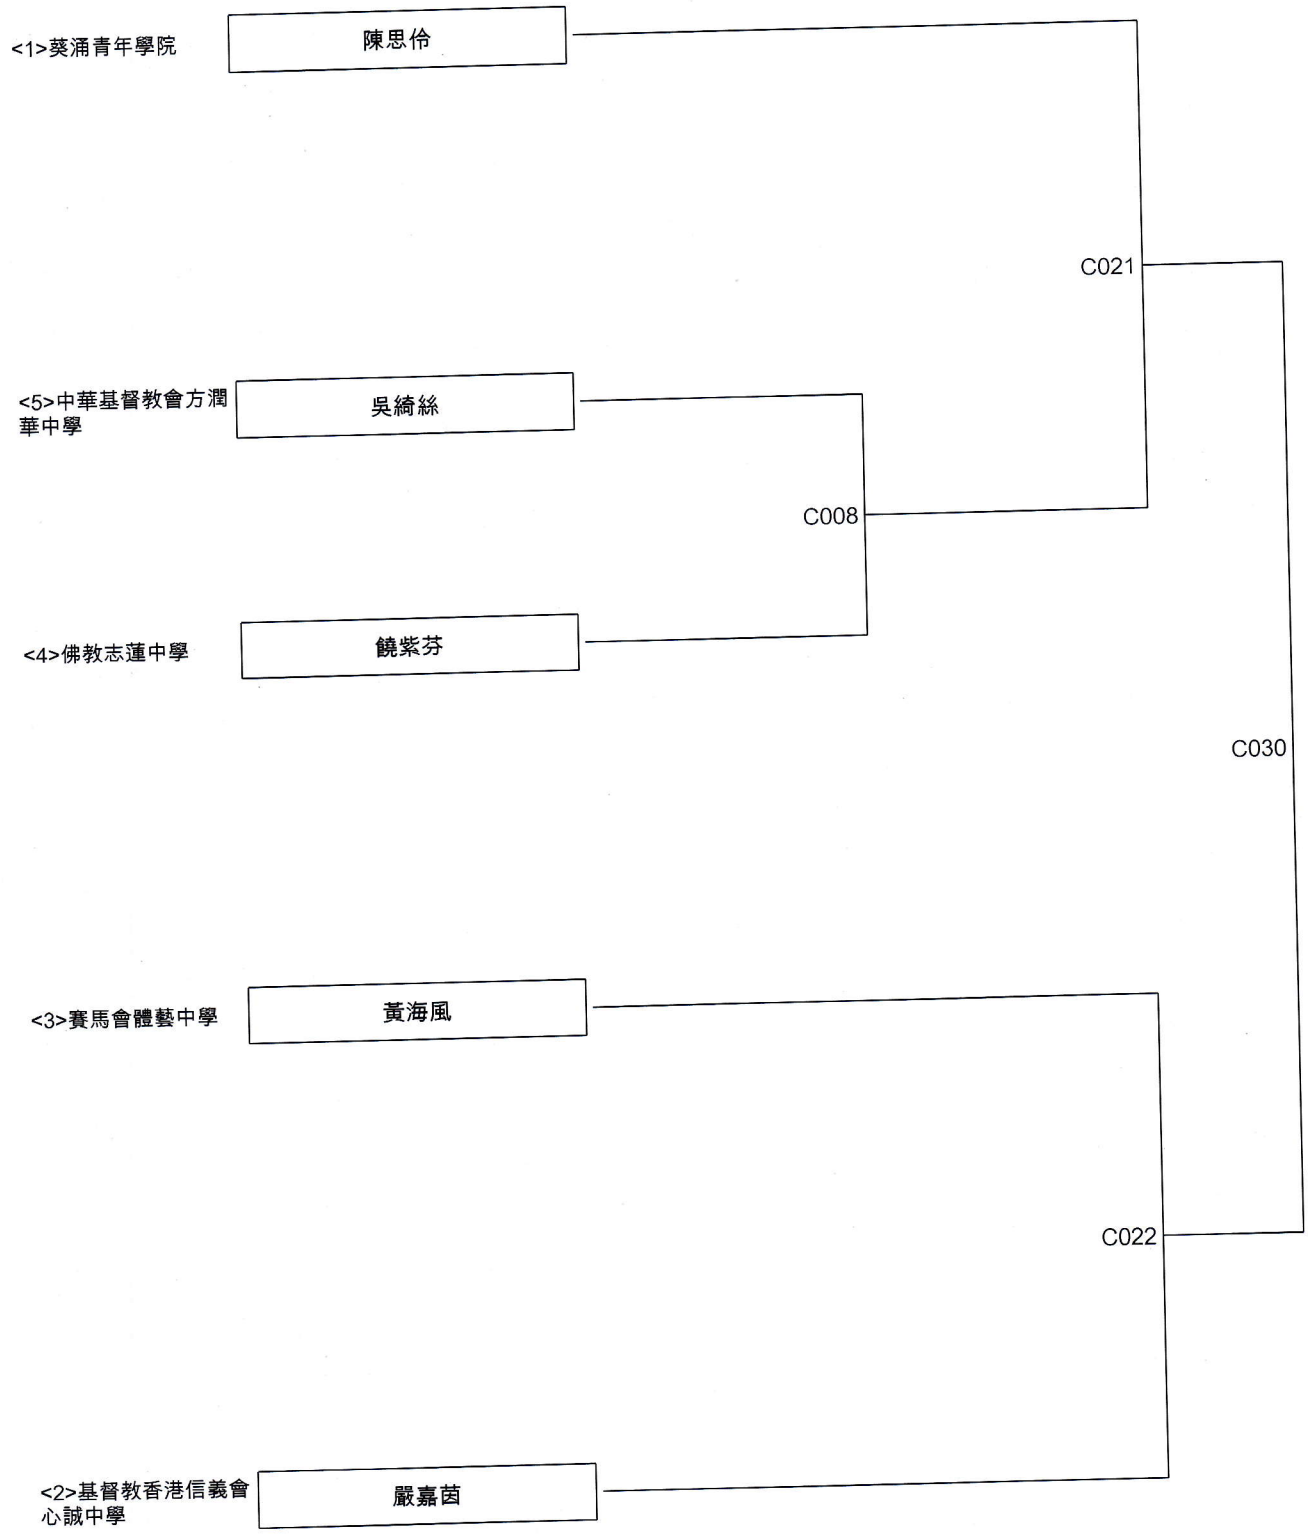 <1>葵涌青年學院
陳思伶
C021
<5>中華基督教會方潤
華中學
吳綺絲
C008
<4>佛教志蓮中學
饒紫芬
C030
<3>賽馬會體藝中學
黃海風
C022
<2>基督教香港信義會
心誠中學
嚴嘉茵